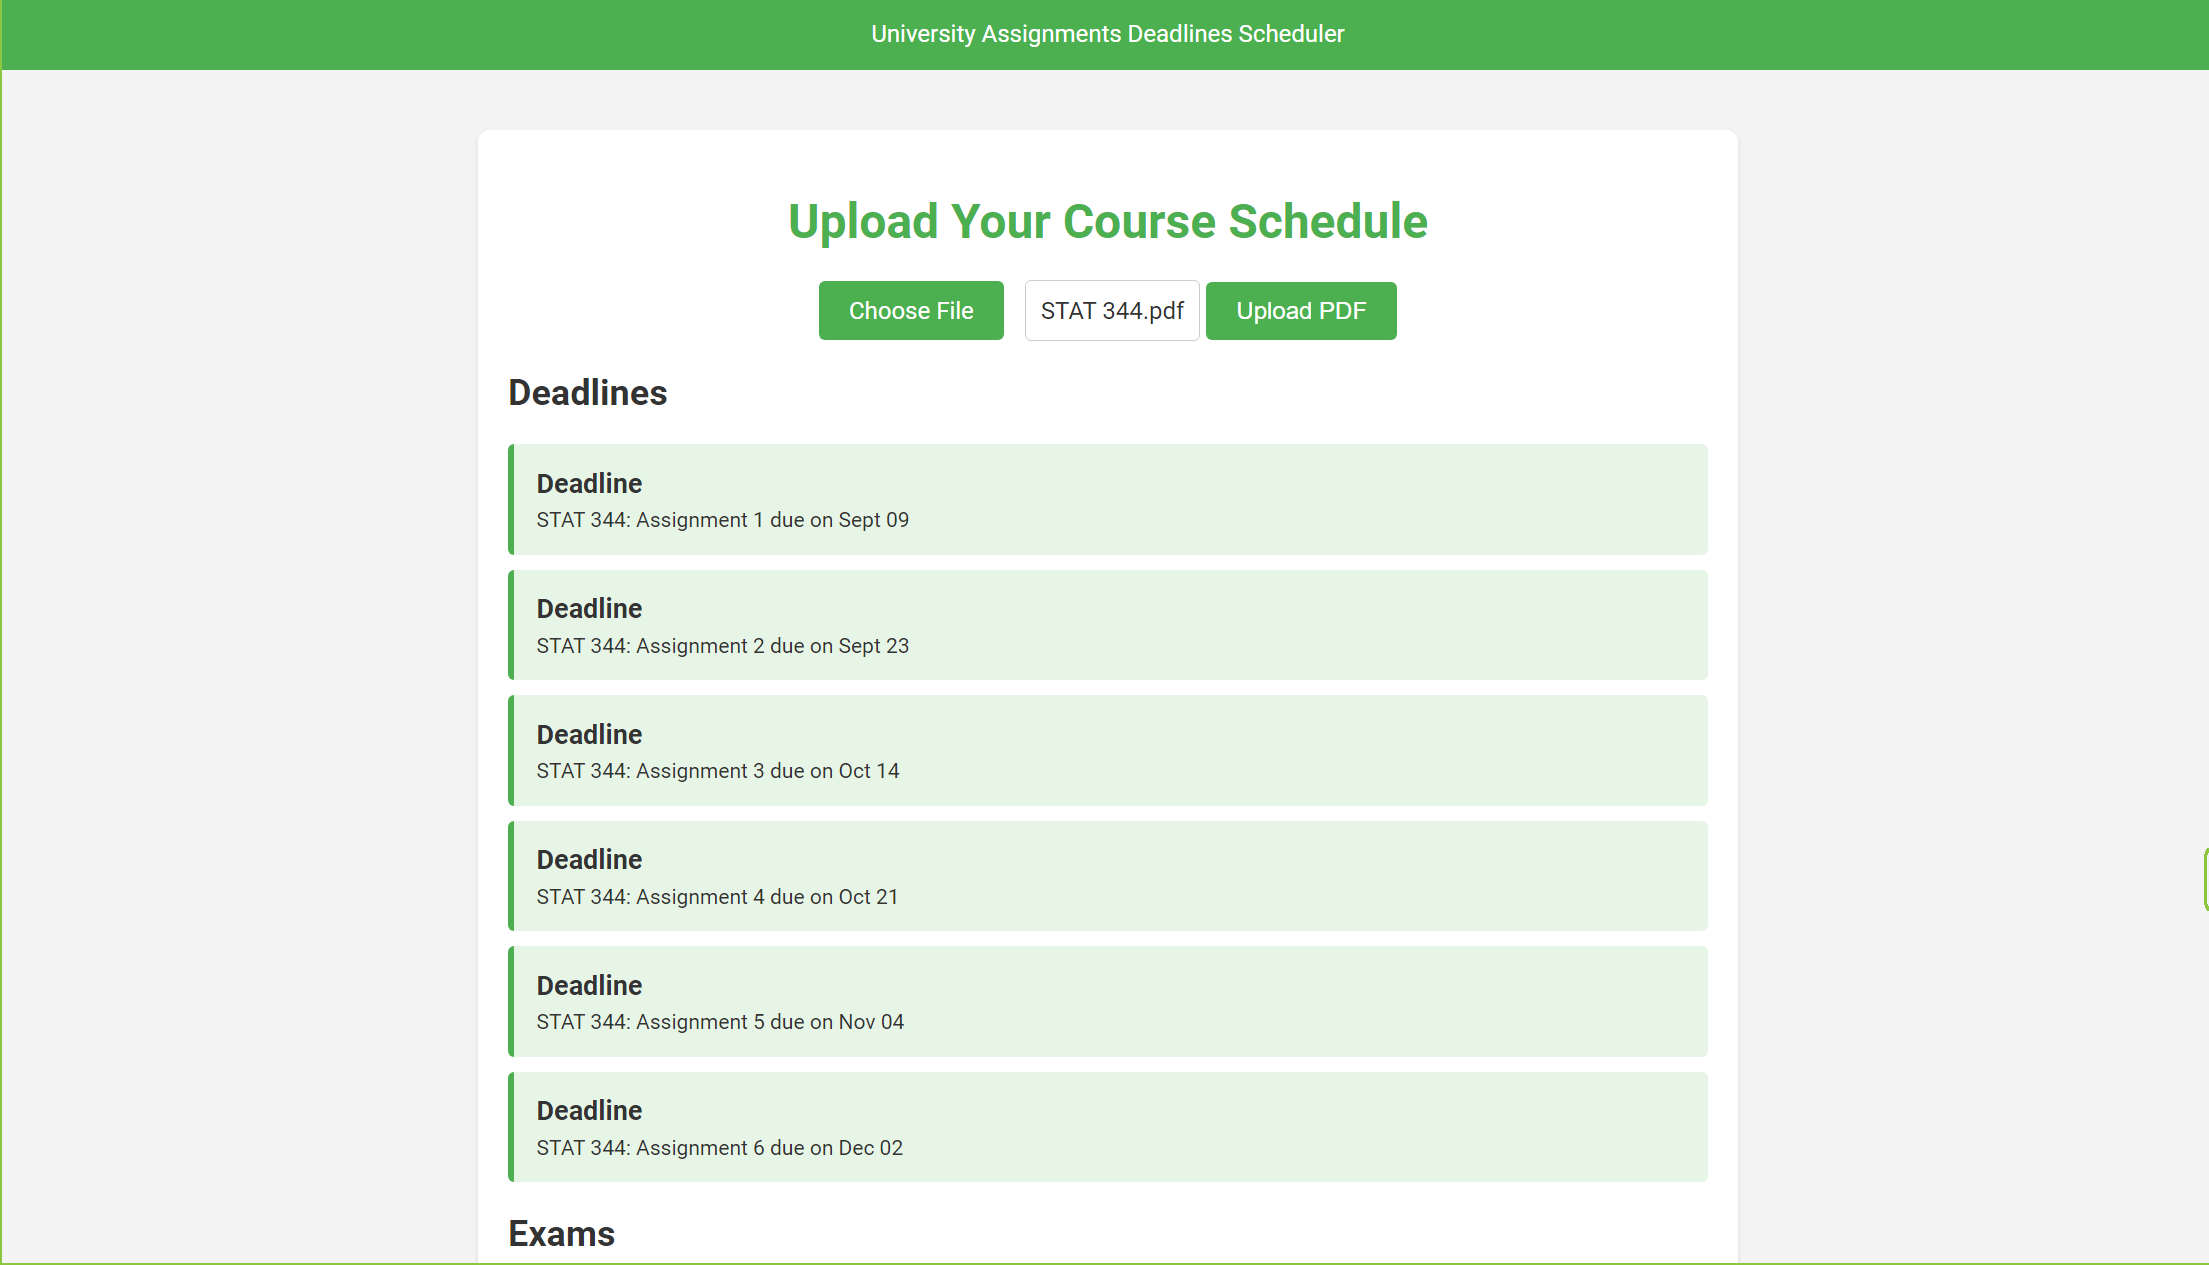 University Assignments Deadlines Scheduler
Upload Your Course Schedule
Choose File STAT 344.pdf Upload PDF
Deadlines
Deadline
STAT 344: Assignment 1 due on Sept 09
Deadline
STAT 344: Assignment 2 due on Sept 23
Deadline
STAT 344: Assignment 3 due on Oct 14
Deadline
STAT 344: Assignment 4 due on Oct 21
Deadline
STAT 344: Assignment 5 due on Nov 04
Deadline
STAT 344: Assignment 6 due on Dec 02
Exams